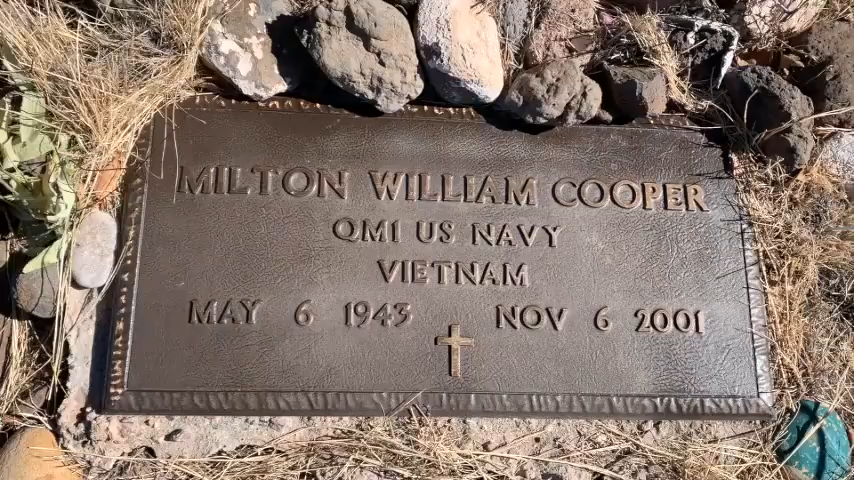 MILTON WILLIAM COOPER
QM1 US NAVY
VIETNAM
MAY 6 1943 NOV 6 2001